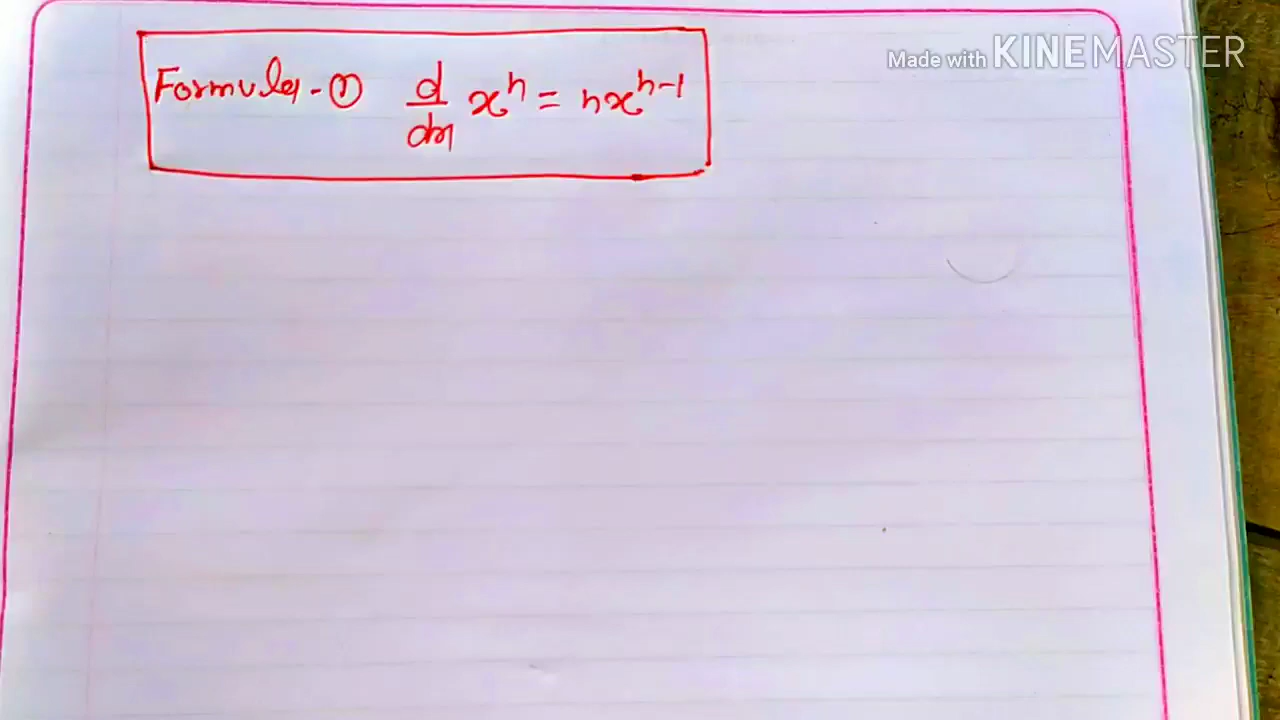 Formula - ① d/dx xⁿ = nxⁿ⁻¹
Made with KINEMASTER